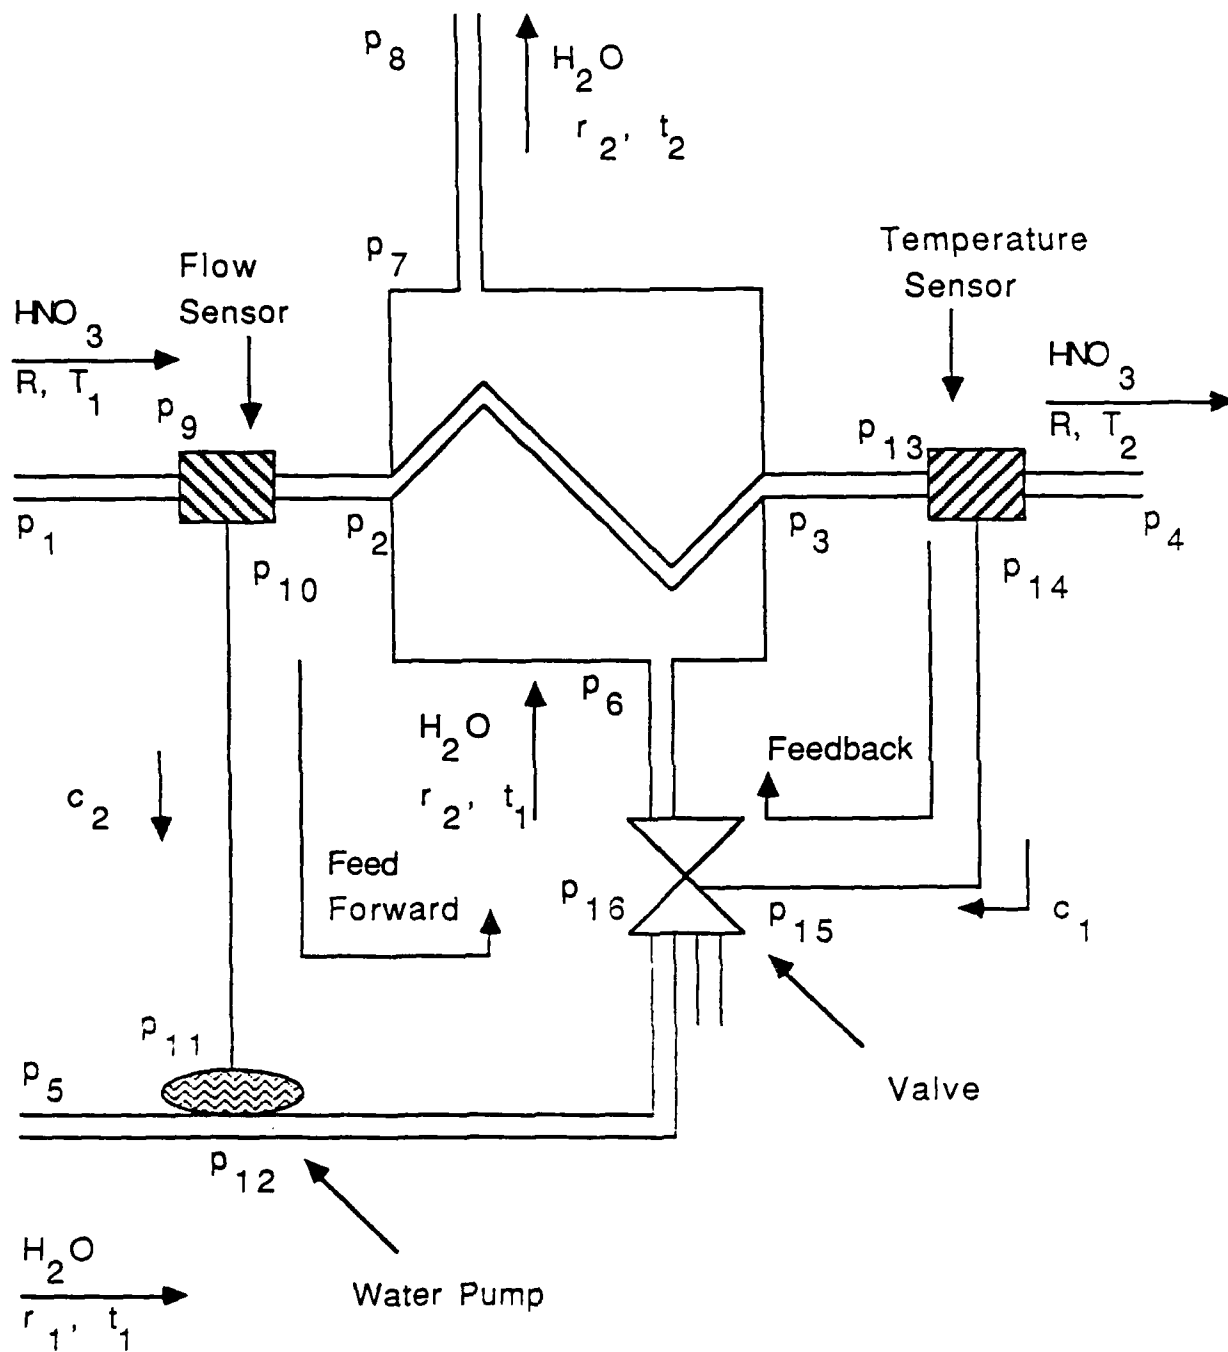 p8
H2O
r2, t2
p7
Flow
Sensor
Temperature
Sensor
HNO3
R, T1
HNO3
R, T2
p9
p13
p1
p2
p3
p4
p10
p14
p6
H2O
r2, t1
Feedback
c2
Feed
Forward
p16
p15
c1
p11
p5
Valve
p12
H2O
r1, t1
Water Pump